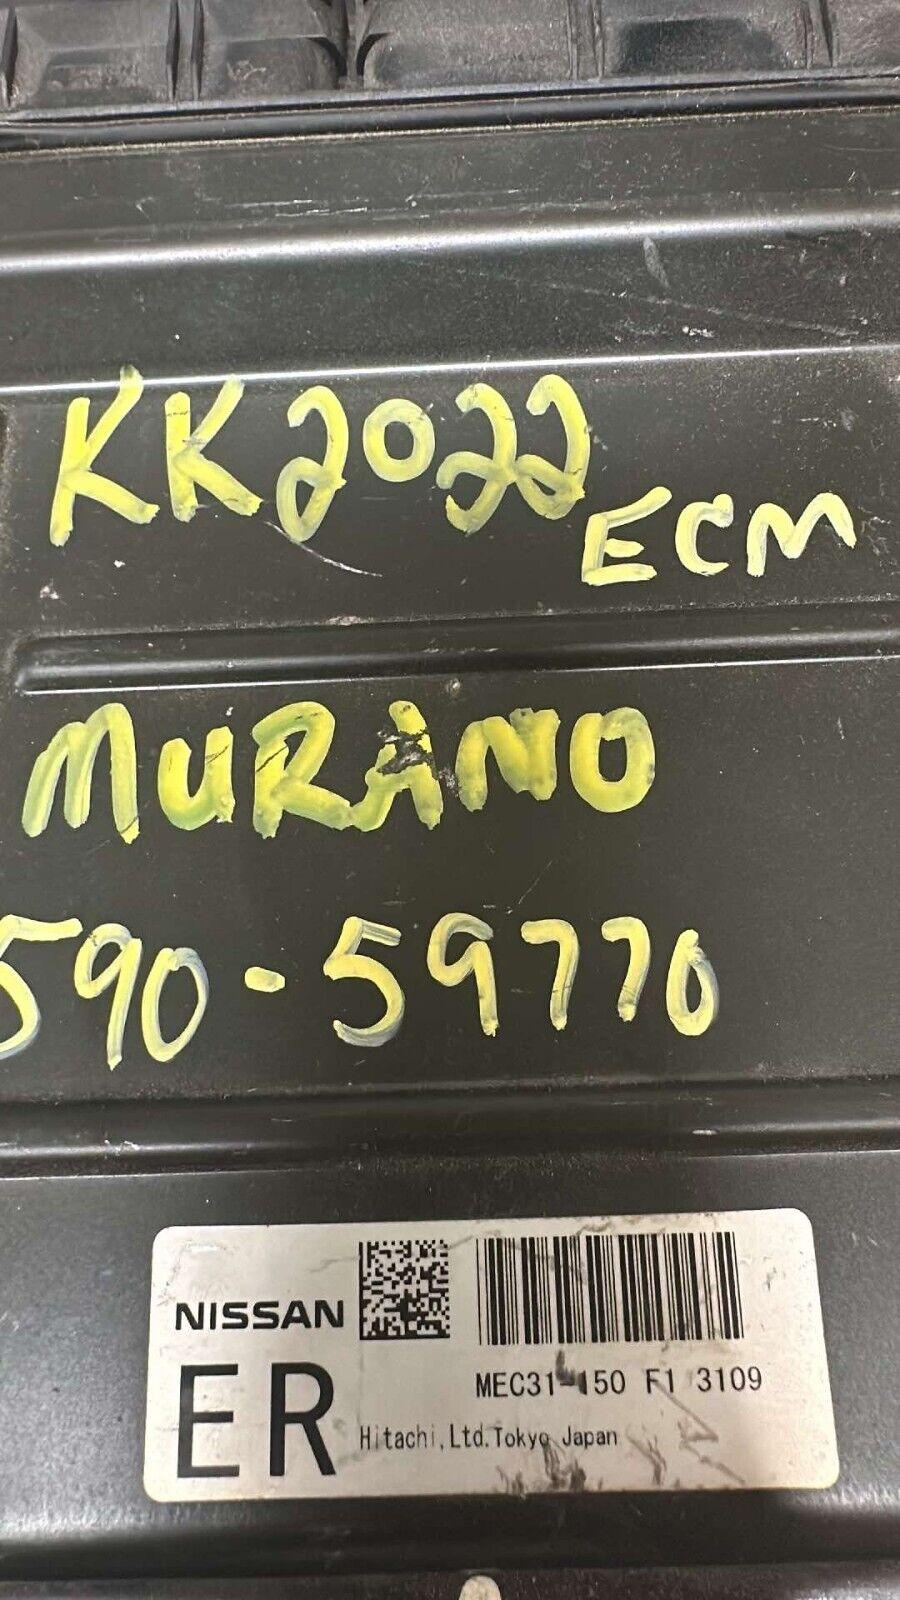 KK2022
ECM
MURANO
590-59770
NISSAN
ER
MEC31-150 F1 3109
Hitachi,Ltd.Tokyo Japan